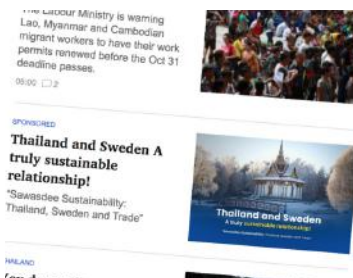 The Labour Ministry is warning
Lao, Myanmar and Cambodian
migrant workers to have their work
permits renewed before the Oct 31
deadline passes.
05:00 2
SPONSORED
Thailand and Sweden A
truly sustainable
relationship!
"Sawasdee Sustainability:
Thailand, Sweden and Trade"
Thailand and Sweden
A truly sustainable relationship!
THAILAND